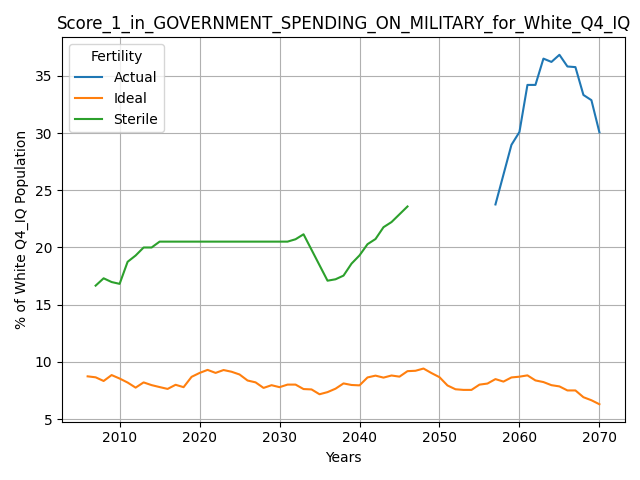 Score_1_in_GOVERNMENT_SPENDING_ON_MILITARY_for_White_Q4_IQ
Fertility
Actual
Ideal
Sterile
% of White Q4_IQ Population
35
30
25
20
15
10
5
2010
2020
2030
2040
2050
2060
2070
Years